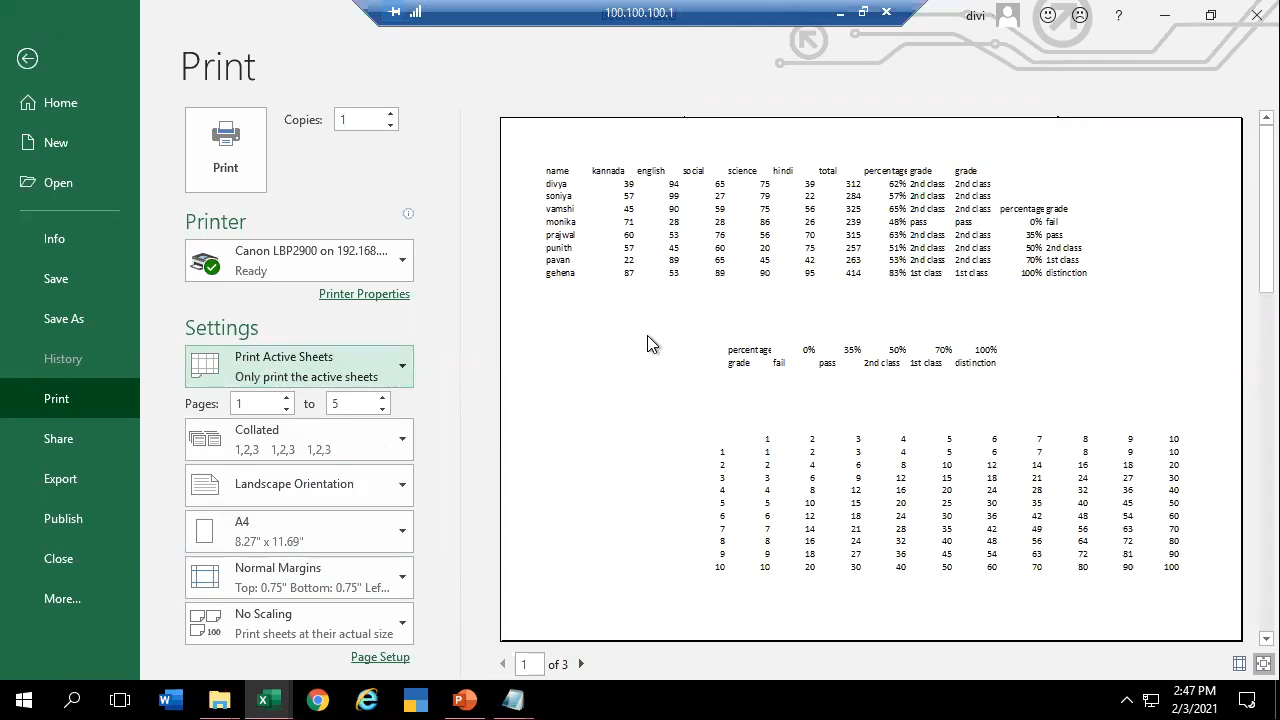 100.100.100.1
divi
?
Print
Home
New
Open
Info
Save
Save As
History
Print
Share
Export
Publish
Close
More...
Print
Copies:
1
Printer
Canon LBP2900 on 192.168....
Ready
Printer Properties
Settings
Print Active Sheets
Only print the active sheets
Pages: 1 to 5
Collated
1,2,3 1,2,3 1,2,3
Landscape Orientation
A4
8.27" x 11.69"
Normal Margins
Top: 0.75" Bottom: 0.75" Lef...
No Scaling
Print sheets at their actual size
100
Page Setup
name kannada english social science hindi total percentage grade grade
divya 39 94 65 75 39 312 62% 2nd class 2nd class
soniya 57 99 27 79 22 284 57% 2nd class 2nd class
vamshi 45 90 59 75 56 325 65% 2nd class 2nd class percentage grade
monika 71 28 28 86 26 239 48% pass pass 0% fail
prajwal 60 53 76 56 70 315 63% 2nd class 2nd class 35% pass
punith 57 45 60 20 75 257 51% 2nd class 2nd class 50% 2nd class
pavan 22 89 65 45 42 263 53% 2nd class 2nd class 70% 1st class
gehena 87 53 89 90 95 414 83% 1st class 1st class 100% distinction
percentage 0% 35% 50% 70% 100%
grade fail pass 2nd class 1st class distinction
1 2 3 4 5 6 7 8 9 10
1 1 2 3 4 5 6 7 8 9 10
2 2 4 6 8 10 12 14 16 18 20
3 3 6 9 12 15 18 21 24 27 30
4 4 8 12 16 20 24 28 32 36 40
5 5 10 15 20 25 30 35 40 45 50
6 6 12 18 24 30 36 42 48 54 60
7 7 14 21 28 35 42 49 56 63 70
8 8 16 24 32 40 48 56 64 72 80
9 9 18 27 36 45 54 63 72 81 90
10 10 20 30 40 50 60 70 80 90 100
1 of 3
2:47 PM
2/3/2021